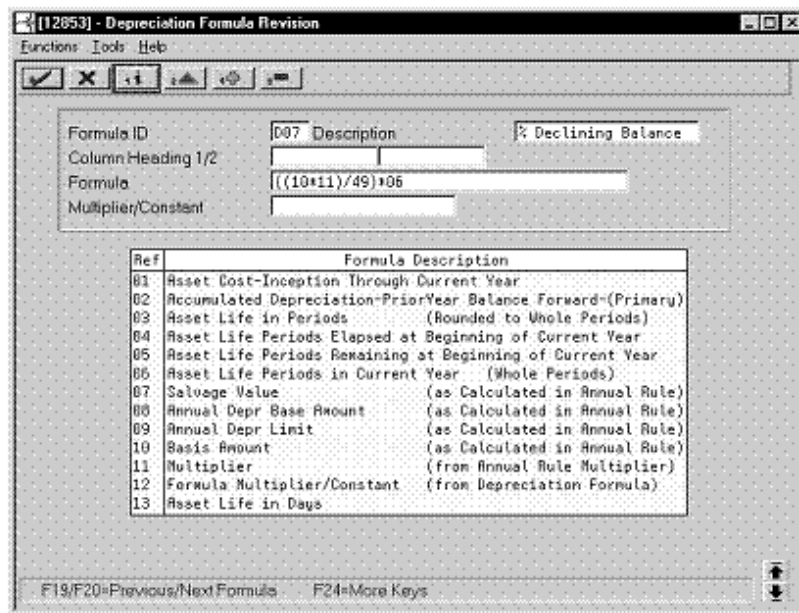 [12853] - Depreciation Formula Revision
Functions Tools Help
Formula ID D07 Description % Declining Balance
Column Heading 1/2
Formula ((10*11)/49)*06
Multiplier/Constant
Ref Formula Description
01 Asset Cost-Inception Through Current Year
02 Accumulated Depreciation-PriorYear Balance Forward-(Primary)
03 Asset Life in Periods (Rounded to Whole Periods)
04 Asset Life Periods Elapsed at Beginning of Current Year
05 Asset Life Periods Remaining at Beginning of Current Year
06 Asset Life Periods in Current Year (Whole Periods)
07 Salvage Value (as Calculated in Annual Rule)
08 Annual Depr Base Amount (as Calculated in Annual Rule)
09 Annual Depr Limit (as Calculated in Annual Rule)
10 Basis Amount (as Calculated in Annual Rule)
11 Multiplier (from Annual Rule Multiplier)
12 Formula Multiplier/Constant (from Depreciation Formula)
13 Asset Life in Days
F19/F20=Previous/Next Formula F24=More Keys